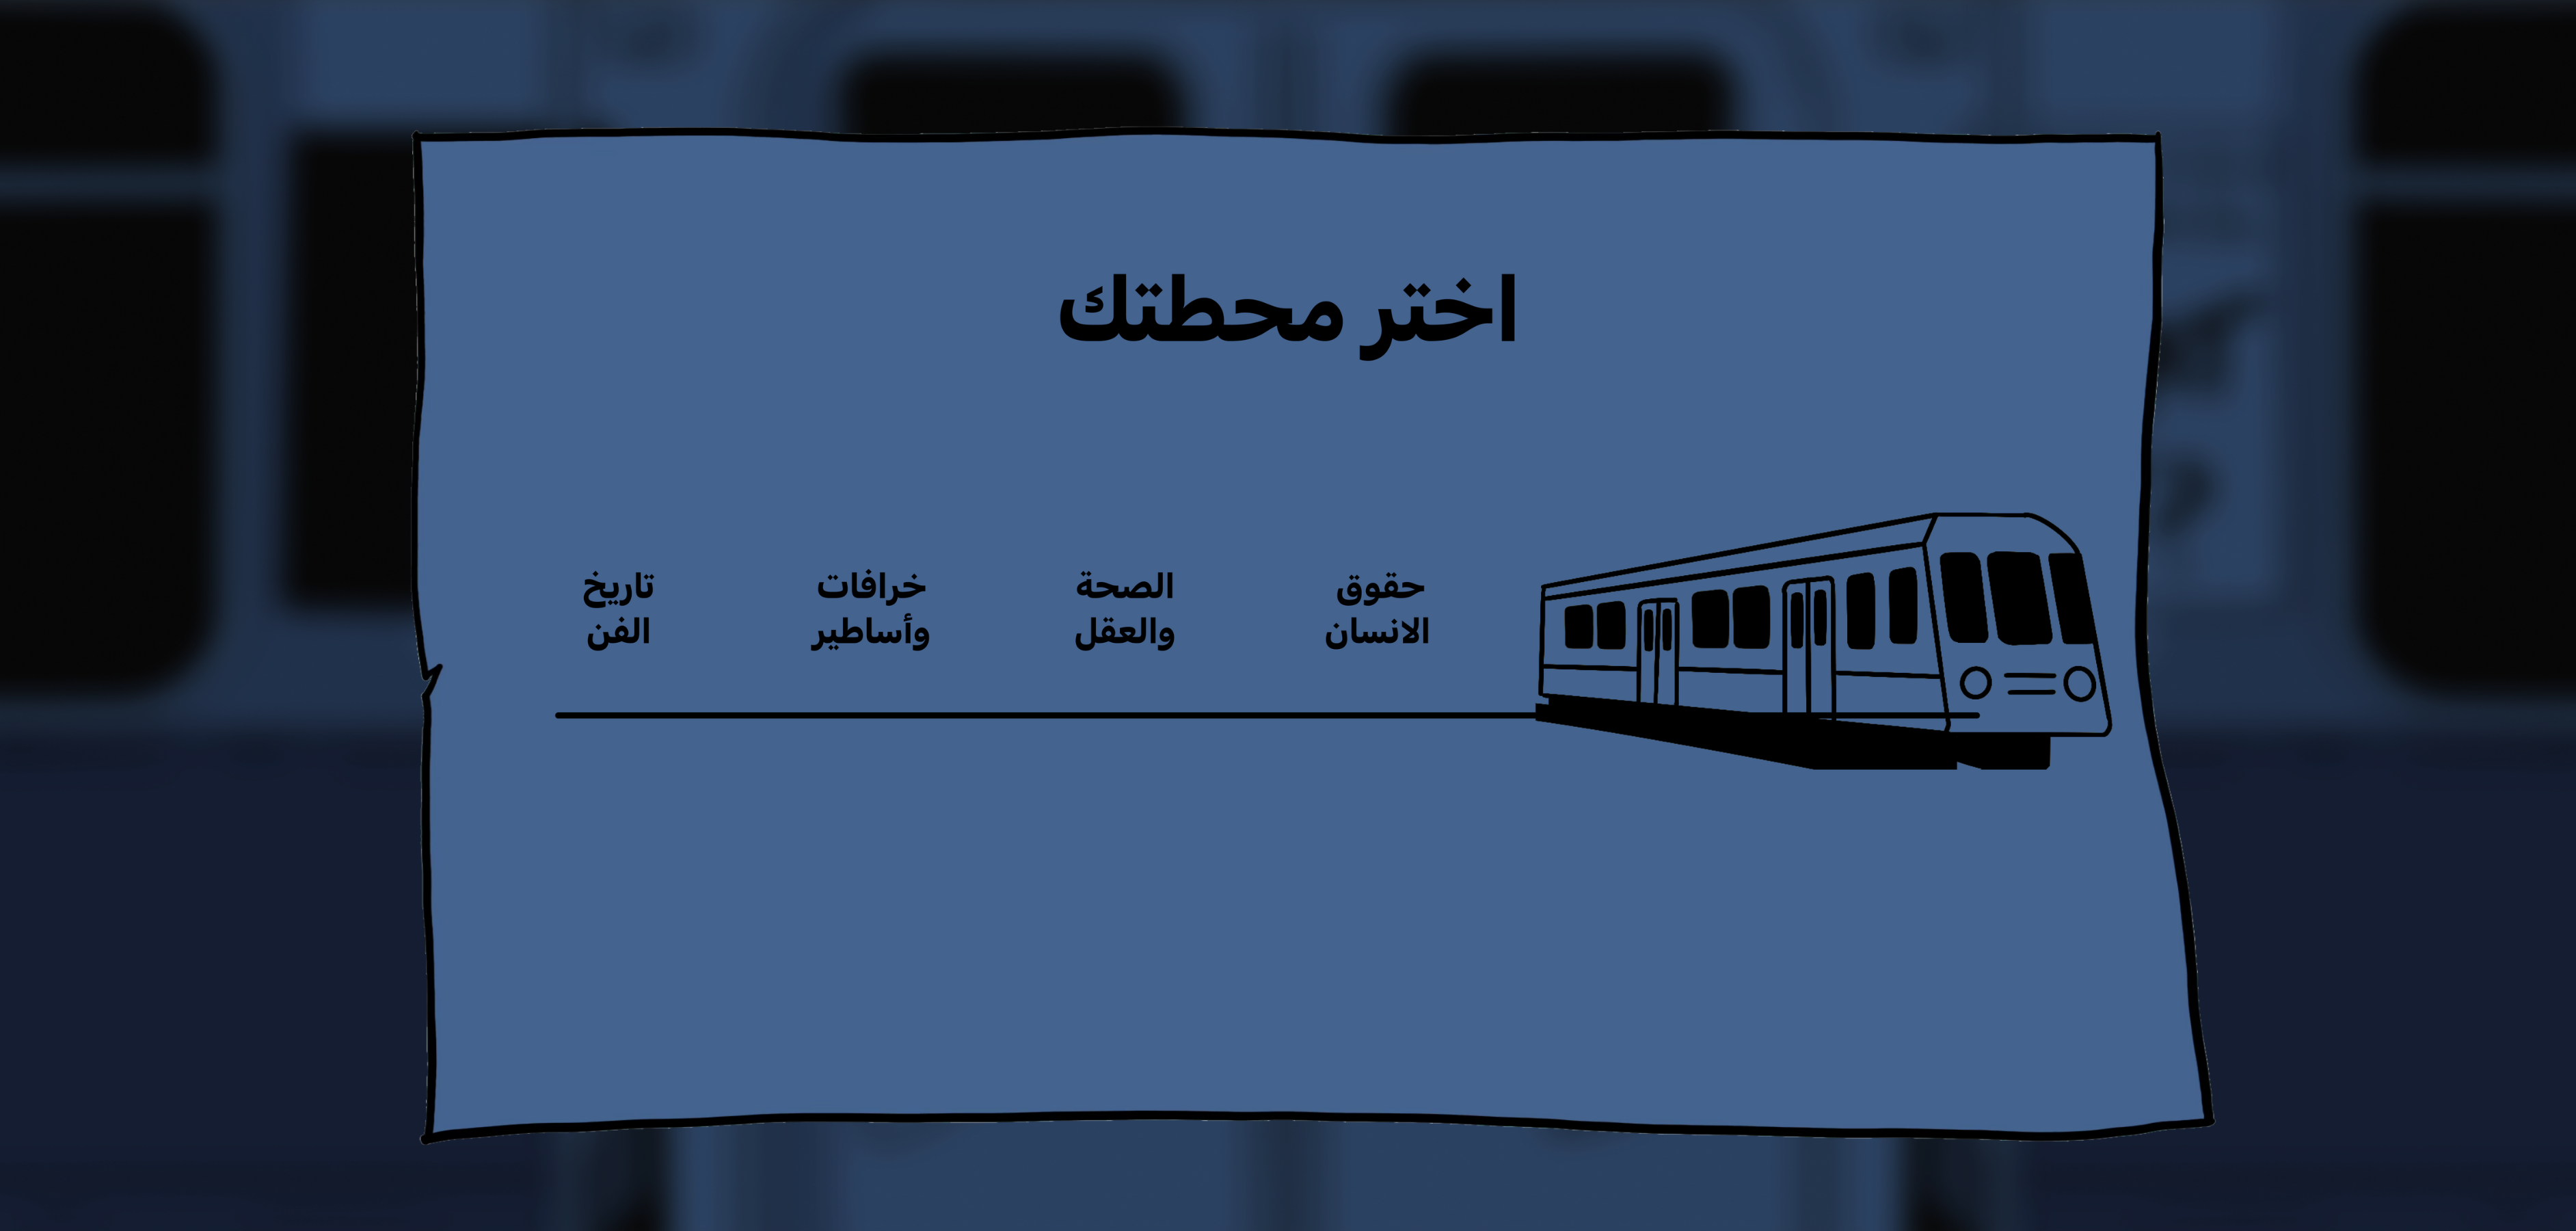 اختر محطتك
حقوق
الانسان
الصحة
والعقل
خرافات
وأساطير
تاريخ
الفن